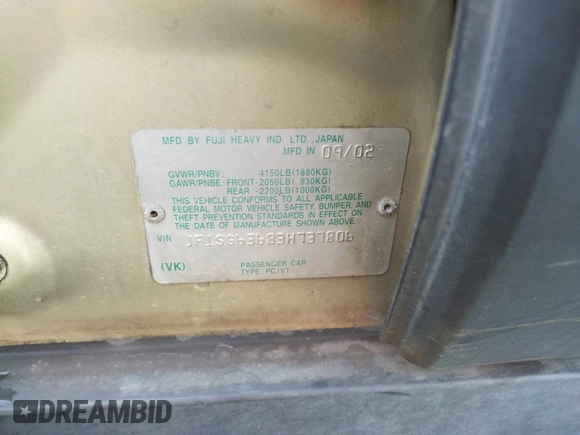 MFD BY FUJI HEAVY IND. LTD.,JAPAN
MFD IN 09/02
GVWR/PNBV : 4150LB(1880KG)
GAWR/PNBE : FRONT-2050LB( 930KG)
REAR -2200LB(1000KG)
THIS VEHICLE CONFORMS TO ALL APPLICABLE
FEDERAL MOTOR VEHICLE SAFETY, BUMPER, AND
THEFT PREVENTION STANDARDS IN EFFECT ON
THE DATE OF MANUFACTURE SHOWN ABOVE.
VIN
(VK)
PASSENGER CAR
TYPE PC/VT
DREAMBID